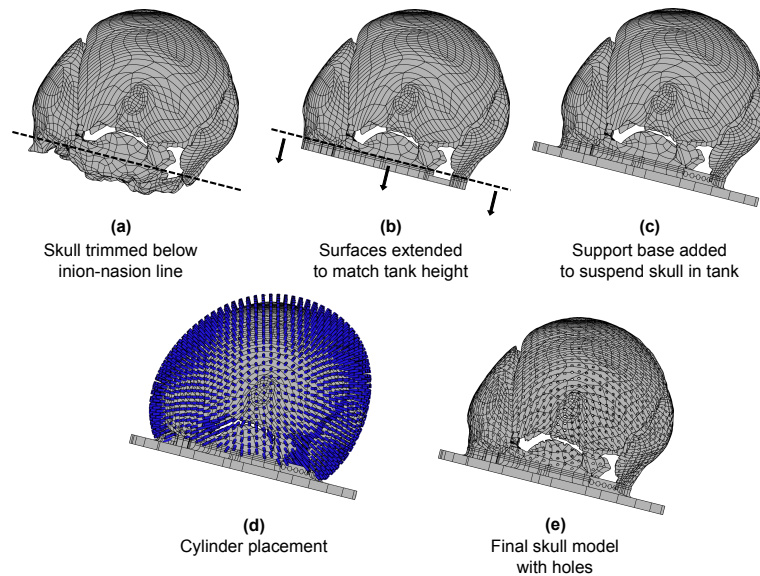 (a)
Skull trimmed below
inion-nasion line
(b)
Surfaces extended
to match tank height
(c)
Support base added
to suspend skull in tank
(d)
Cylinder placement
(e)
Final skull model
with holes